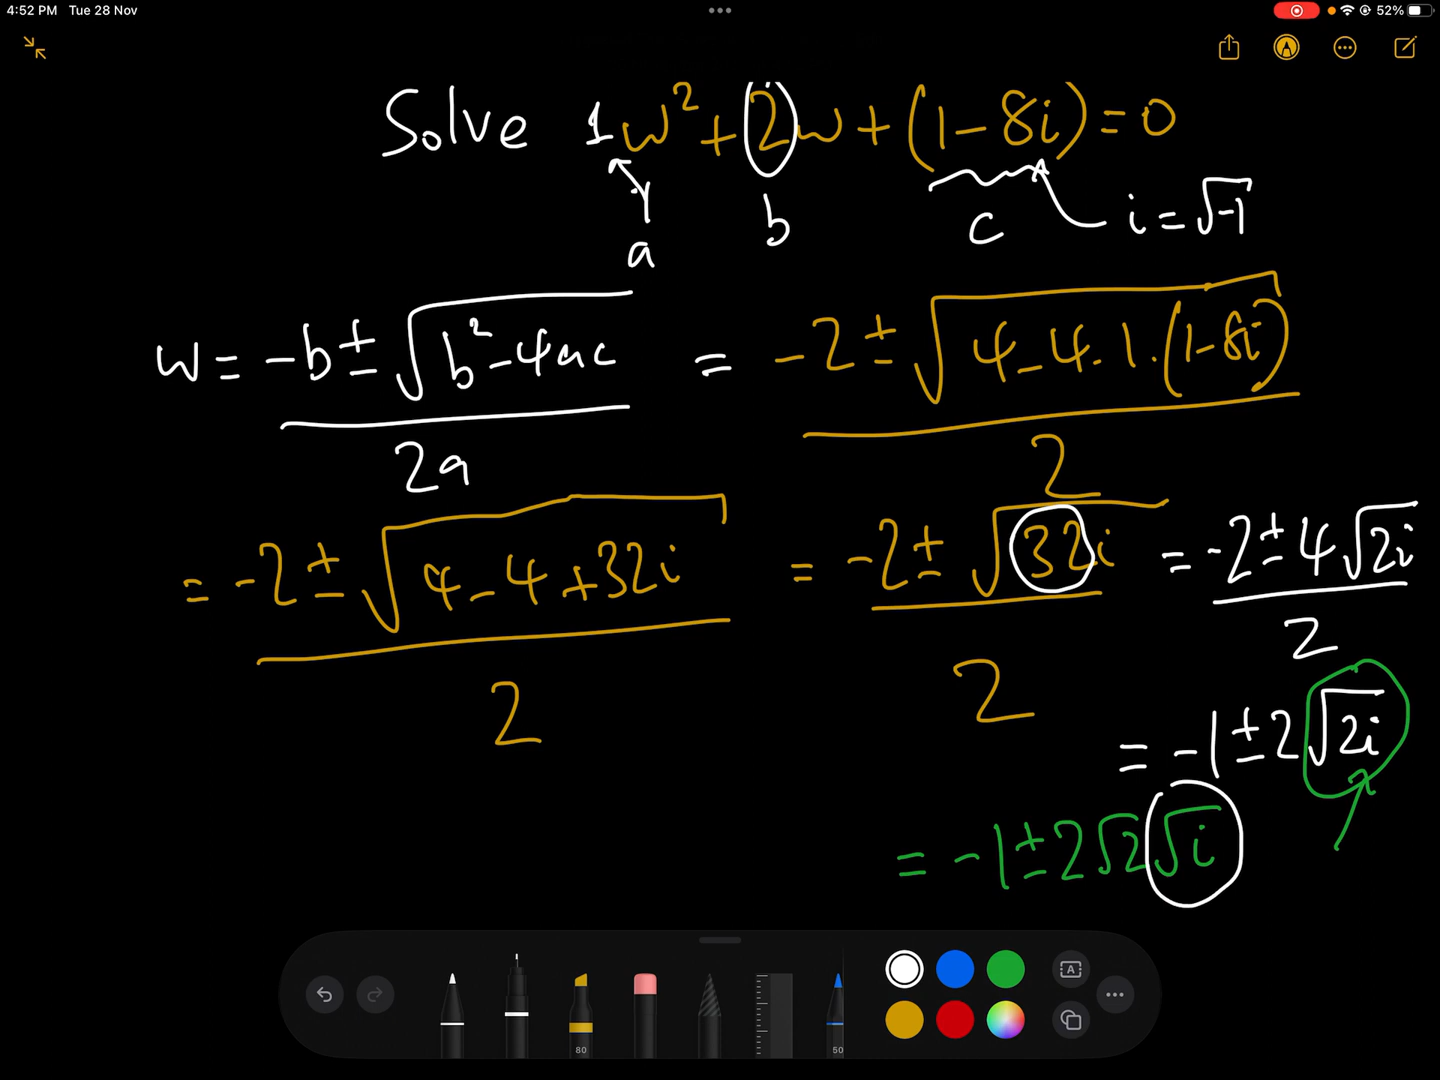 4:52 PM Tue 28 Nov
52%
Solve 1w² + 2w + (1-8i) = 0
a b c i = √-1
w = -b ± √b²-4ac / 2a = -2 ± √4-4.1.(1-8i) / 2
= -2 ± √4-4+32i / 2 = -2 ± √32i / 2 = -2 ± 4√2i / 2
= -1 ± 2√2i
= -1 ± 2√2√i
A
80
50